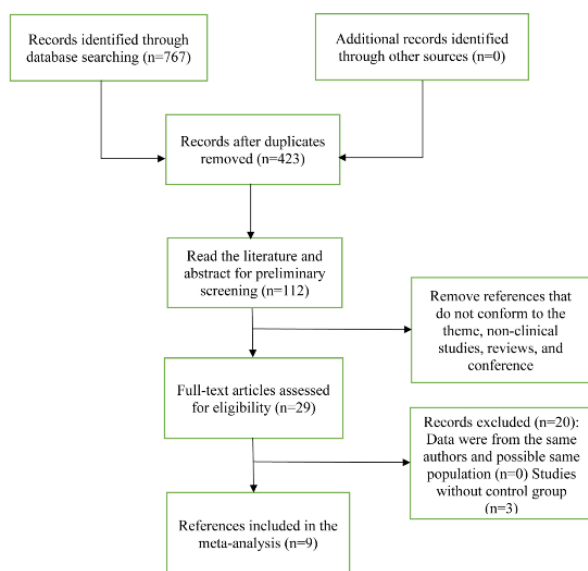 Records identified through
database searching (n=767)
Additional records identified
through other sources (n=0)
Records after duplicates
removed (n=423)
Read the literature and
abstract for preliminary
screening (n=112)
Remove references that
do not conform to the
theme, non-clinical
studies, reviews, and
conference
Full-text articles assessed
for eligibility (n=29)
Records excluded (n=20):
Data were from the same
authors and possible same
population (n=0) Studies
without control group
(n=3)
References included in the
meta-analysis (n=9)